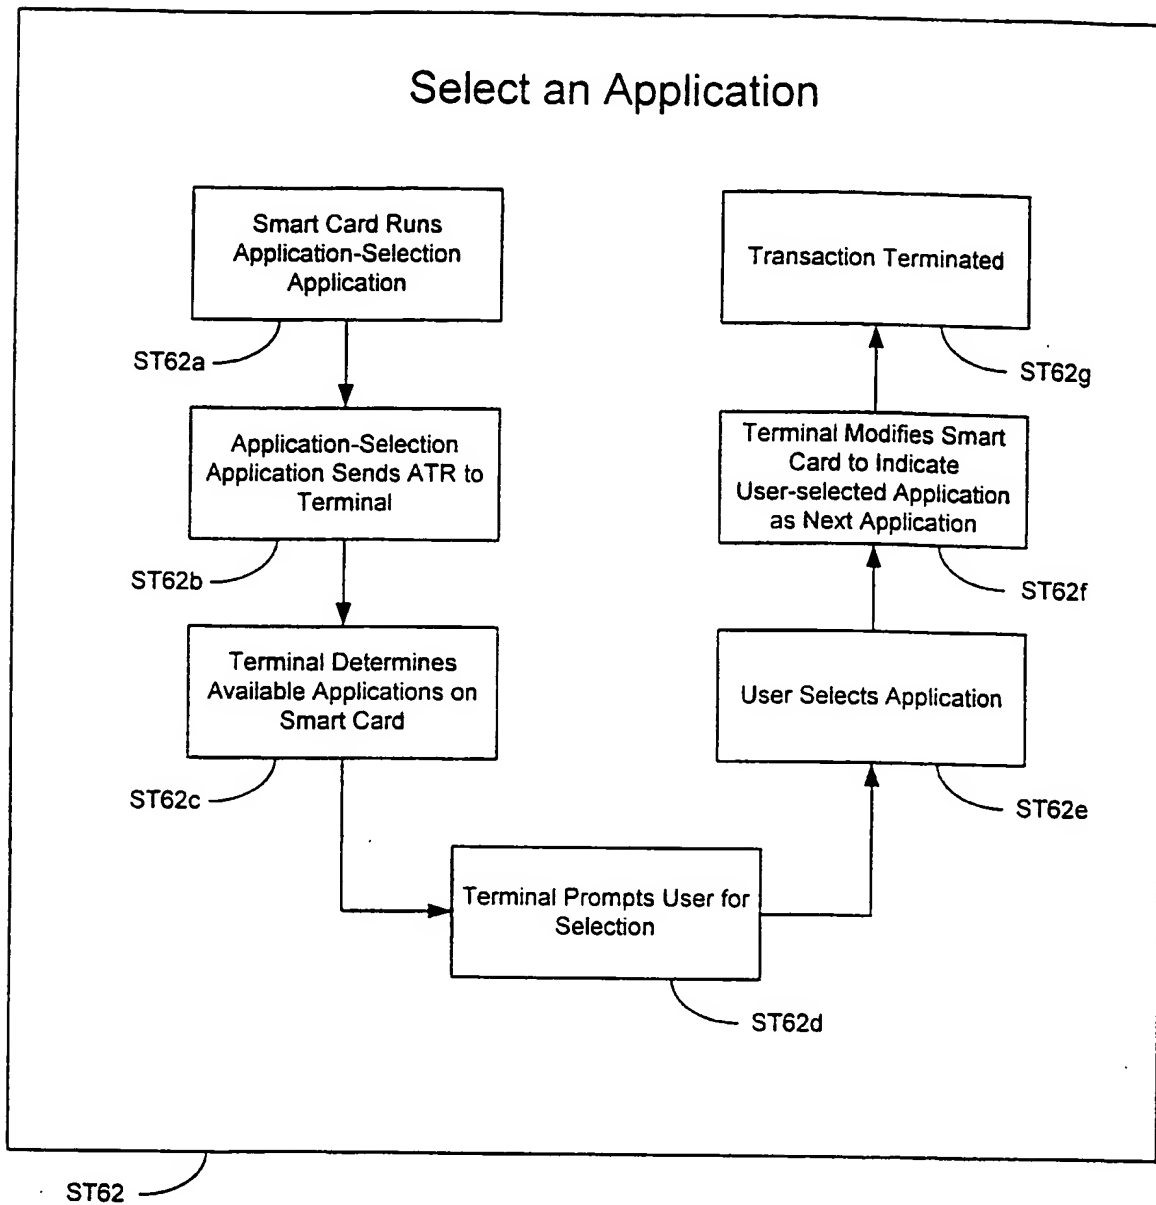 Select an Application
Smart Card Runs
Application-Selection
Application
ST62a
Application-Selection
Application Sends ATR to
Terminal
ST62b
Terminal Determines
Available Applications on
Smart Card
ST62c
Terminal Prompts User for
Selection
ST62d
User Selects Application
ST62e
Terminal Modifies Smart
Card to Indicate
User-selected Application
as Next Application
ST62f
Transaction Terminated
ST62g
ST62